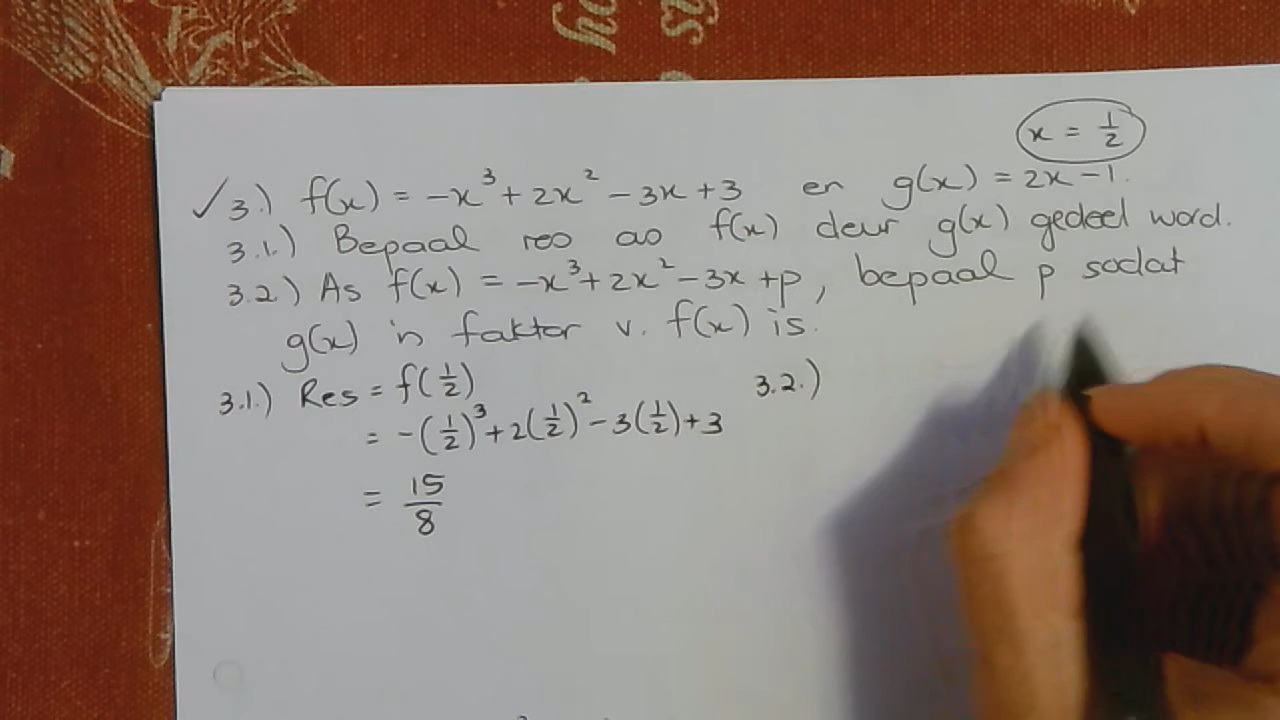 x = 1/2
✓ 3.) f(x) = -x³ + 2x² - 3x + 3 en g(x) = 2x - 1.
3.1.) Bepaal res as f(x) deur g(x) gedeel word.
3.2.) As f(x) = -x³ + 2x² - 3x + p, bepaal p sodat
g(x) 'n faktor v. f(x) is.
3.1.) Res = f(1/2)
= -(1/2)³ + 2(1/2)² - 3(1/2) + 3
= 15/8
3.2.)